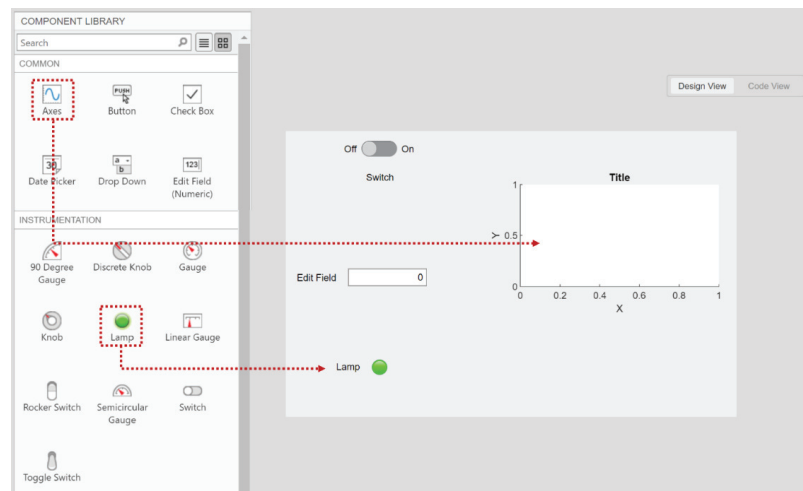 COMPONENT LIBRARY
Search
COMMON
Axes
PUSH
Button
Check Box
30
Date Picker
a
b
Drop Down
123
Edit Field
(Numeric)
INSTRUMENTATION
90 Degree
Gauge
Discrete Knob
Gauge
Knob
Lamp
Linear Gauge
Rocker Switch
Semicircular
Gauge
Switch
Toggle Switch
Design View
Code View
Off
On
Switch
Edit Field
0
Lamp
Title
1
0.5
0
Y
0
0.2
0.4
0.6
0.8
1
X